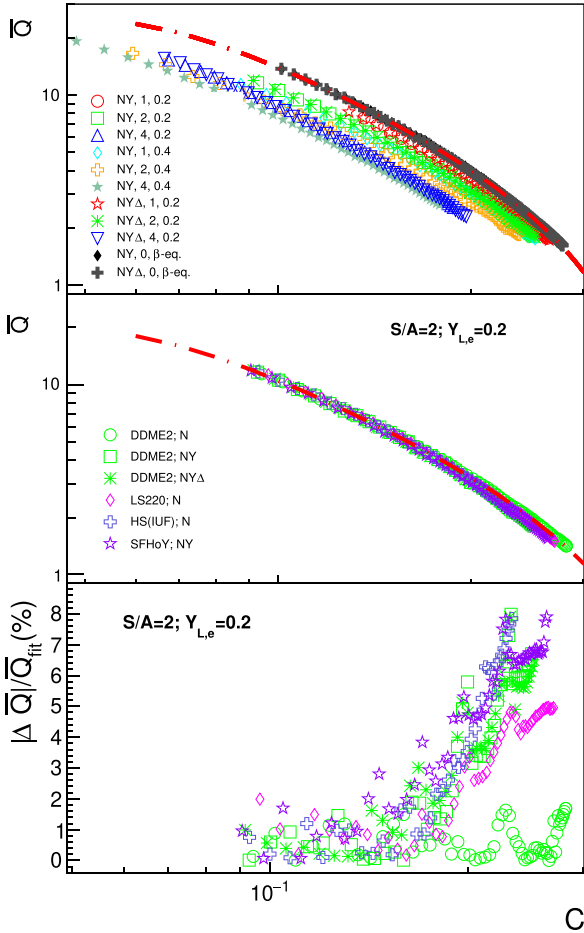 Q̅
10
1
NY, 1, 0.2
NY, 2, 0.2
NY, 4, 0.2
NY, 1, 0.4
NY, 2, 0.4
NY, 4, 0.4
NYΔ, 1, 0.2
NYΔ, 2, 0.2
NYΔ, 4, 0.2
NY, 0, β-eq.
NYΔ, 0, β-eq.
Q̅
S/A=2; Y_{L,e}=0.2
10
1
DDME2; N
DDME2; NY
DDME2; NYΔ
LS220; N
HS(IUF); N
SFHoY; NY
|Δ Q̅|/Q̅_{fit}(%)
S/A=2; Y_{L,e}=0.2
8
7
6
5
4
3
2
1
0
10⁻¹
C